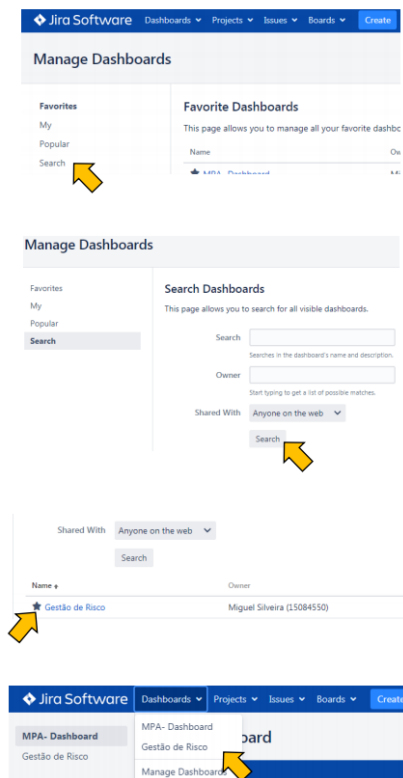 Jira Software Dashboards Projects Issues Boards Create
Manage Dashboards
Favorites
My
Popular
Search
Favorite Dashboards
This page allows you to manage all your favorite dashbo
Name Ow
MPA- Dashboard
Manage Dashboards
Favorites
My
Popular
Search
Search Dashboards
This page allows you to search for all visible dashboards.
Search
Searches in the dashboard's name and description.
Owner
Start typing to get a list of possible matches.
Shared With Anyone on the web
Search
Shared With Anyone on the web
Search
Name Owner
Gestão de Risco Miguel Silveira (15084550)
Jira Software Dashboards Projects Issues Boards Create
MPA- Dashboard
Gestão de Risco
MPA- Dashboard
Gestão de Risco
Manage Dashboards
oard